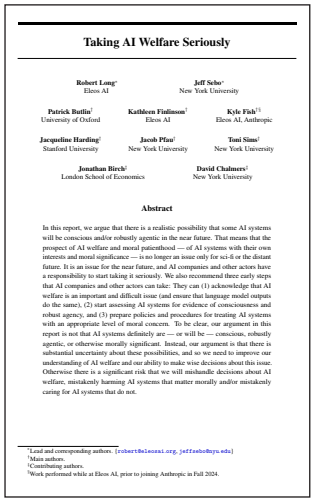 Taking AI Welfare Seriously
Robert Long* Jeff Sebo*
Eleos AI New York University
Patrick Butlin† Kathleen Finlinson† Kyle Fish†§
University of Oxford Eleos AI Eleos AI, Anthropic
Jacqueline Harding† Jacob Pfau† Toni Sims†
Stanford University New York University New York University
Jonathan Birch‡ David Chalmers‡
London School of Economics New York University
Abstract
In this report, we argue that there is a realistic possibility that some AI systems
will be conscious and/or robustly agentic in the near future. That means that the
prospect of AI welfare and moral patienthood — of AI systems with their own
interests and moral significance — is no longer an issue only for sci-fi or the distant
future. It is an issue for the near future, and AI companies and other actors have
a responsibility to start taking it seriously. We also recommend three early steps
that AI companies and other actors can take: They can (1) acknowledge that AI
welfare is an important and difficult issue (and ensure that language model outputs
do the same), (2) start assessing AI systems for evidence of consciousness and
robust agency, and (3) prepare policies and procedures for treating AI systems
with an appropriate level of moral concern. To be clear, our argument in this
report is not that AI systems definitely are — or will be — conscious, robustly
agentic, or otherwise morally significant. Instead, our argument is that there is
substantial uncertainty about these possibilities, and so we need to improve our
understanding of AI welfare and our ability to make wise decisions about this issue.
Otherwise there is a significant risk that we will mishandle decisions about AI
welfare, mistakenly harming AI systems that matter morally and/or mistakenly
caring for AI systems that do not.
*Lead and corresponding authors. [robert@eleosai.org, jeffsebo@nyu.edu]
†Main authors.
‡Contributing authors.
§Work performed while at Eleos AI, prior to joining Anthropic in Fall 2024.